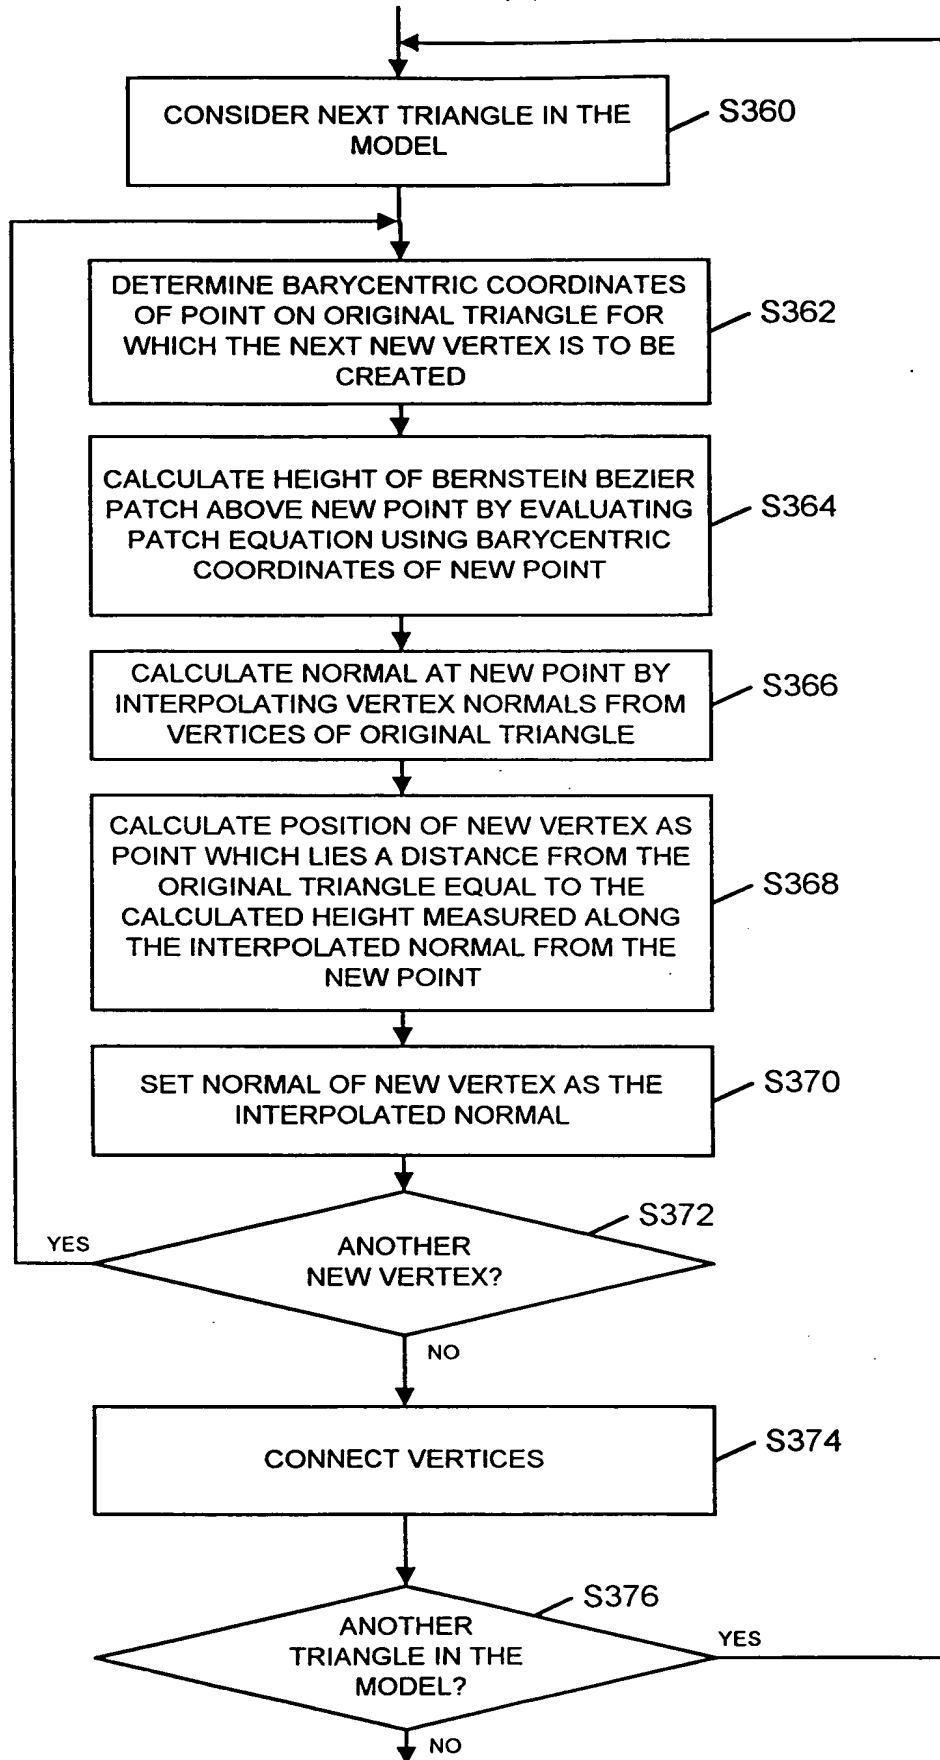 CONSIDER NEXT TRIANGLE IN THE
MODEL
S360
DETERMINE BARYCENTRIC COORDINATES
OF POINT ON ORIGINAL TRIANGLE FOR
WHICH THE NEXT NEW VERTEX IS TO BE
CREATED
S362
CALCULATE HEIGHT OF BERNSTEIN BEZIER
PATCH ABOVE NEW POINT BY EVALUATING
PATCH EQUATION USING BARYCENTRIC
COORDINATES OF NEW POINT
S364
CALCULATE NORMAL AT NEW POINT BY
INTERPOLATING VERTEX NORMALS FROM
VERTICES OF ORIGINAL TRIANGLE
S366
CALCULATE POSITION OF NEW VERTEX AS
POINT WHICH LIES A DISTANCE FROM THE
ORIGINAL TRIANGLE EQUAL TO THE
CALCULATED HEIGHT MEASURED ALONG
THE INTERPOLATED NORMAL FROM THE
NEW POINT
S368
SET NORMAL OF NEW VERTEX AS THE
INTERPOLATED NORMAL
S370
S372
YES
ANOTHER
NEW VERTEX?
NO
CONNECT VERTICES
S374
S376
ANOTHER
TRIANGLE IN THE
MODEL?
YES
NO